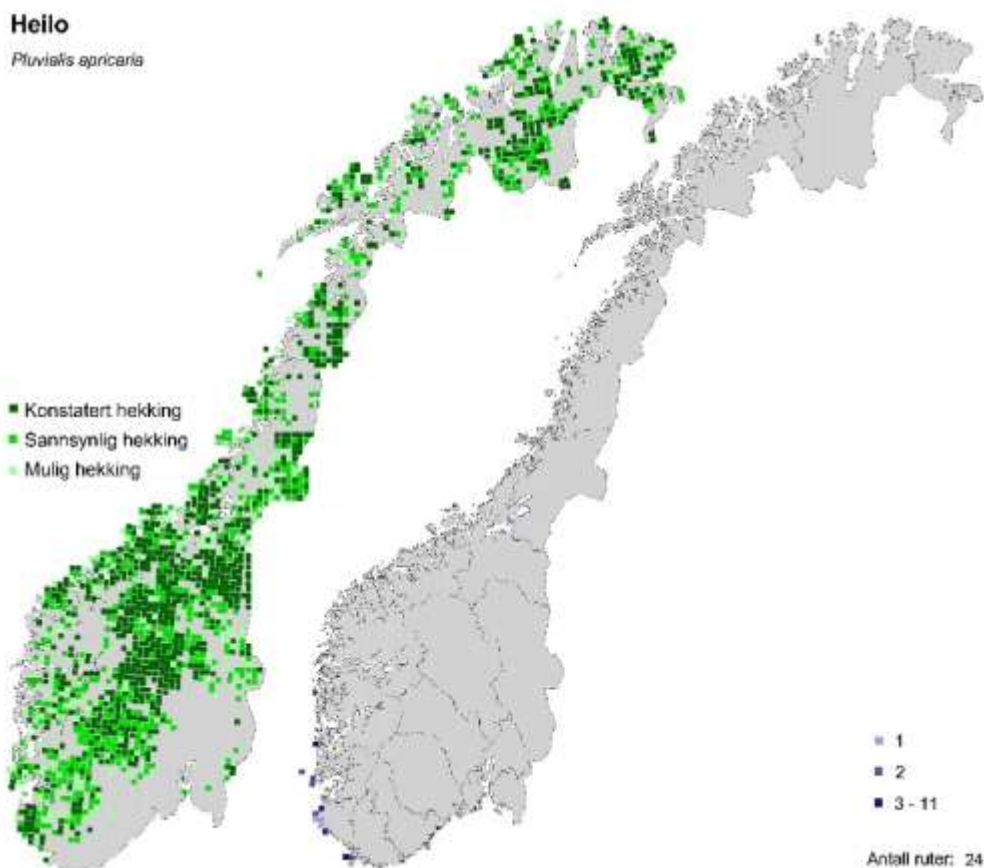 Heilo
Pluvialis apricaria
Konstatert hekking
Sannsynlig hekking
Mulig hekking
1
2
3 - 11
Antall ruter: 24